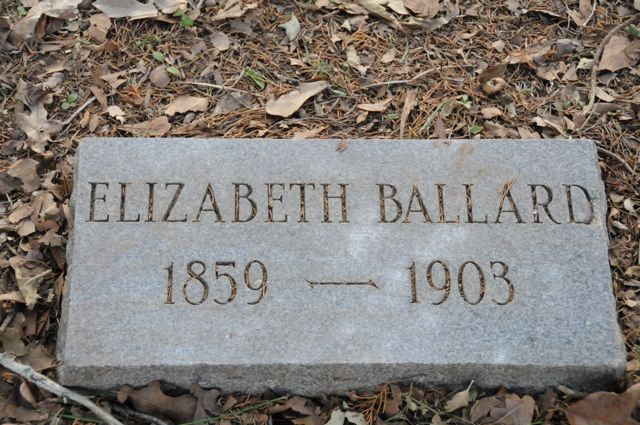 ELIZABETH BALLARD
1859 — 1903